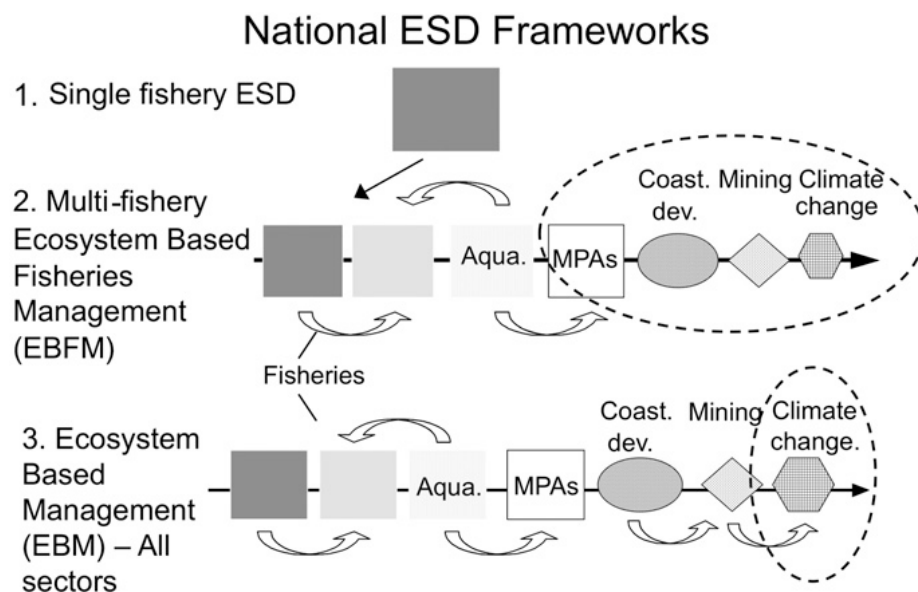 National ESD Frameworks
1. Single fishery ESD
2. Multi-fishery
Ecosystem Based
Fisheries
Management
(EBFM)
Coast.
dev.
Mining
Climate
change
Aqua.
MPAs
Fisheries
3. Ecosystem
Based
Management
(EBM) – All
sectors
Coast.
dev.
Mining
Climate
change.
Aqua.
MPAs